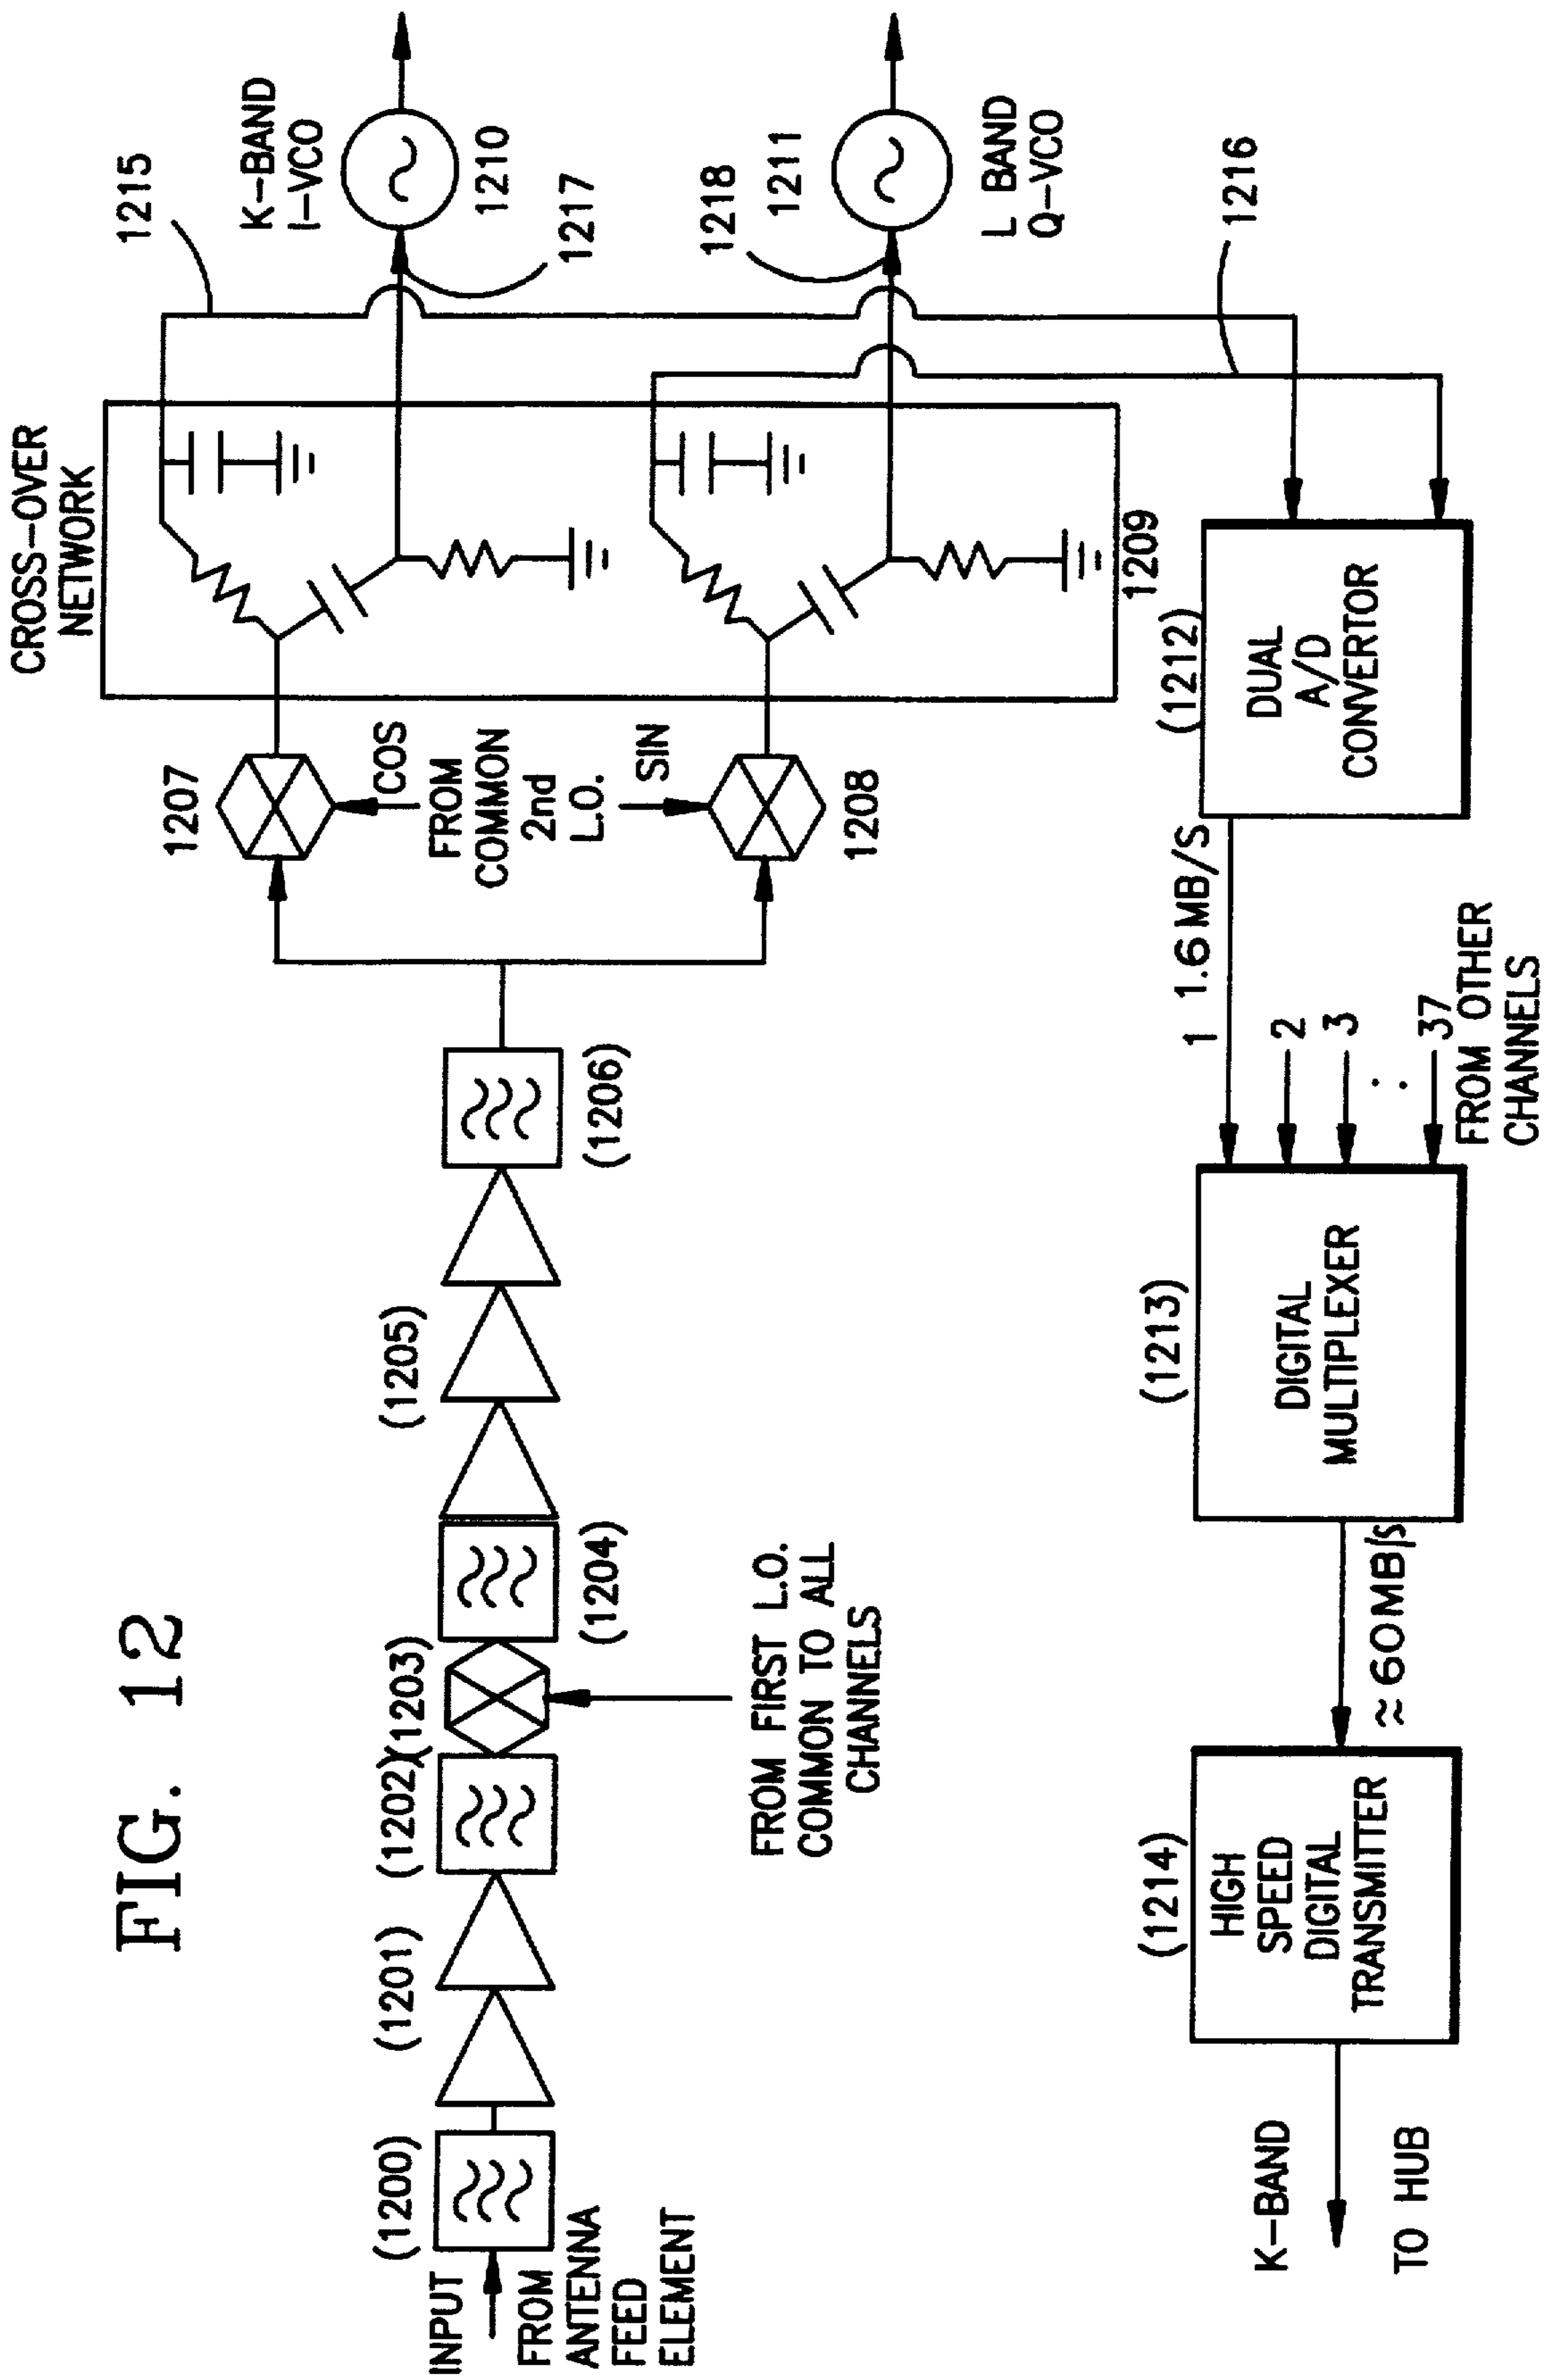 FIG. 12
INPUT
FROM
ANTENNA
FEED
ELEMENT
(1200)
(1201)
(1202)
(1203)
(1204)
FROM FIRST L.O.
COMMON TO ALL
CHANNELS
(1205)
(1206)
1207
COS
FROM
COMMON
2nd
L.O.
SIN
1208
CROSS-OVER
NETWORK
1209
1215
K-BAND
I-VCO
1210
1217
1218
1211
L BAND
Q-VCO
1216
K-BAND
TO HUB
(1214)
HIGH
SPEED
DIGITAL
TRANSMITTER
≈60MB/s
(1213)
DIGITAL
MULTIPLEXER
1 1.6MB/S
2
3
:
37
FROM OTHER
CHANNELS
(1212)
DUAL
A/D
CONVERTOR